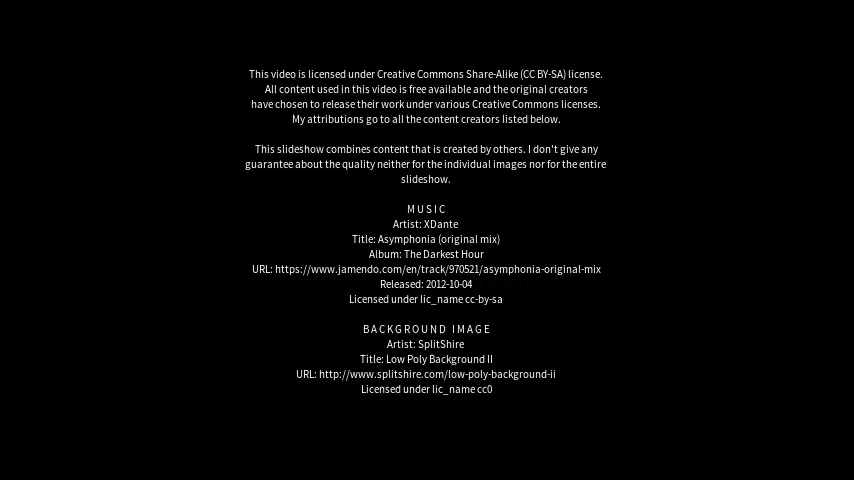 This video is licensed under Creative Commons Share-Alike (CC BY-SA) license.
All content used in this video is free available and the original creators
have chosen to release their work under various Creative Commons licenses.
My attributions go to all the content creators listed below.
This slideshow combines content that is created by others. I don't give any
guarantee about the quality neither for the individual images nor for the entire
slideshow.
MUSIC
Artist: XDante
Title: Asymphonia (original mix)
Album: The Darkest Hour
URL: https://www.jamendo.com/en/track/970521/asymphonia-original-mix
Released: 2012-10-04
Licensed under lic_name cc-by-sa
BACKGROUND IMAGE
Artist: SplitShire
Title: Low Poly Background II
URL: http://www.splitshire.com/low-poly-background-ii
Licensed under lic_name cc0